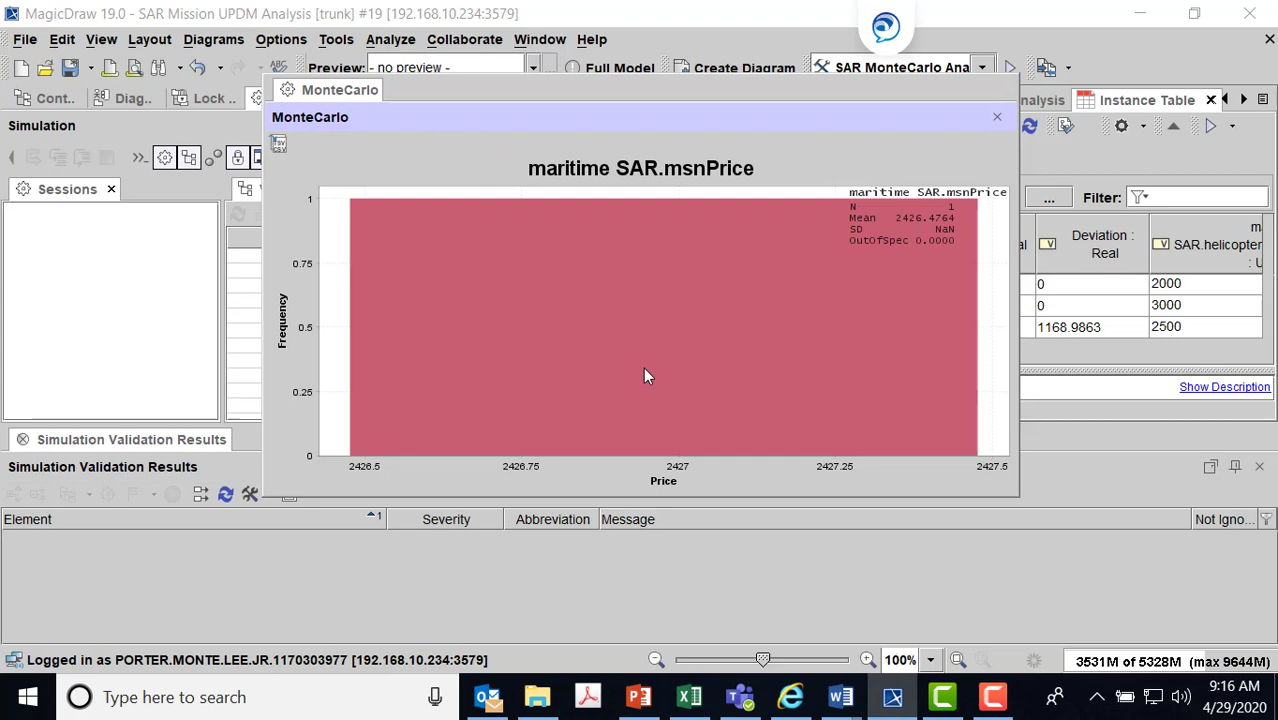 MagicDraw 19.0 - SAR Mission UPDM Analysis [trunk] #19 [192.168.10.234:3579]
File Edit View Layout Diagrams Options Tools Analyze Collaborate Window Help
Preview: - no preview - Full Model Create Diagram SAR MonteCarlo Ana
Cont.. Diag.. Lock .. MonteCarlo nalysis Instance Table
Simulation MonteCarlo
TSV
CSV
Sessions
maritime SAR.msnPrice
... Filter:
maritime SAR.msnPrice
N 1
Mean 2426.4764
SD NaN
OutOfSpec 0.0000
1
0.75
0.5
0.25
0
Frequency
2426.5 2426.75 2427 2427.25 2427.5
Price
al Deviation : Real
SAR.helicopter
: U
0 2000
0 3000
1168.9863 2500
Show Description
Simulation Validation Results
Simulation Validation Results
Element 1 Severity Abbreviation Message Not Igno...
Logged in as PORTER.MONTE.LEE.JR.1170303977 [192.168.10.234:3579] 100% 3531M of 5328M (max 9644M)
Type here to search
9:16 AM
4/29/2020